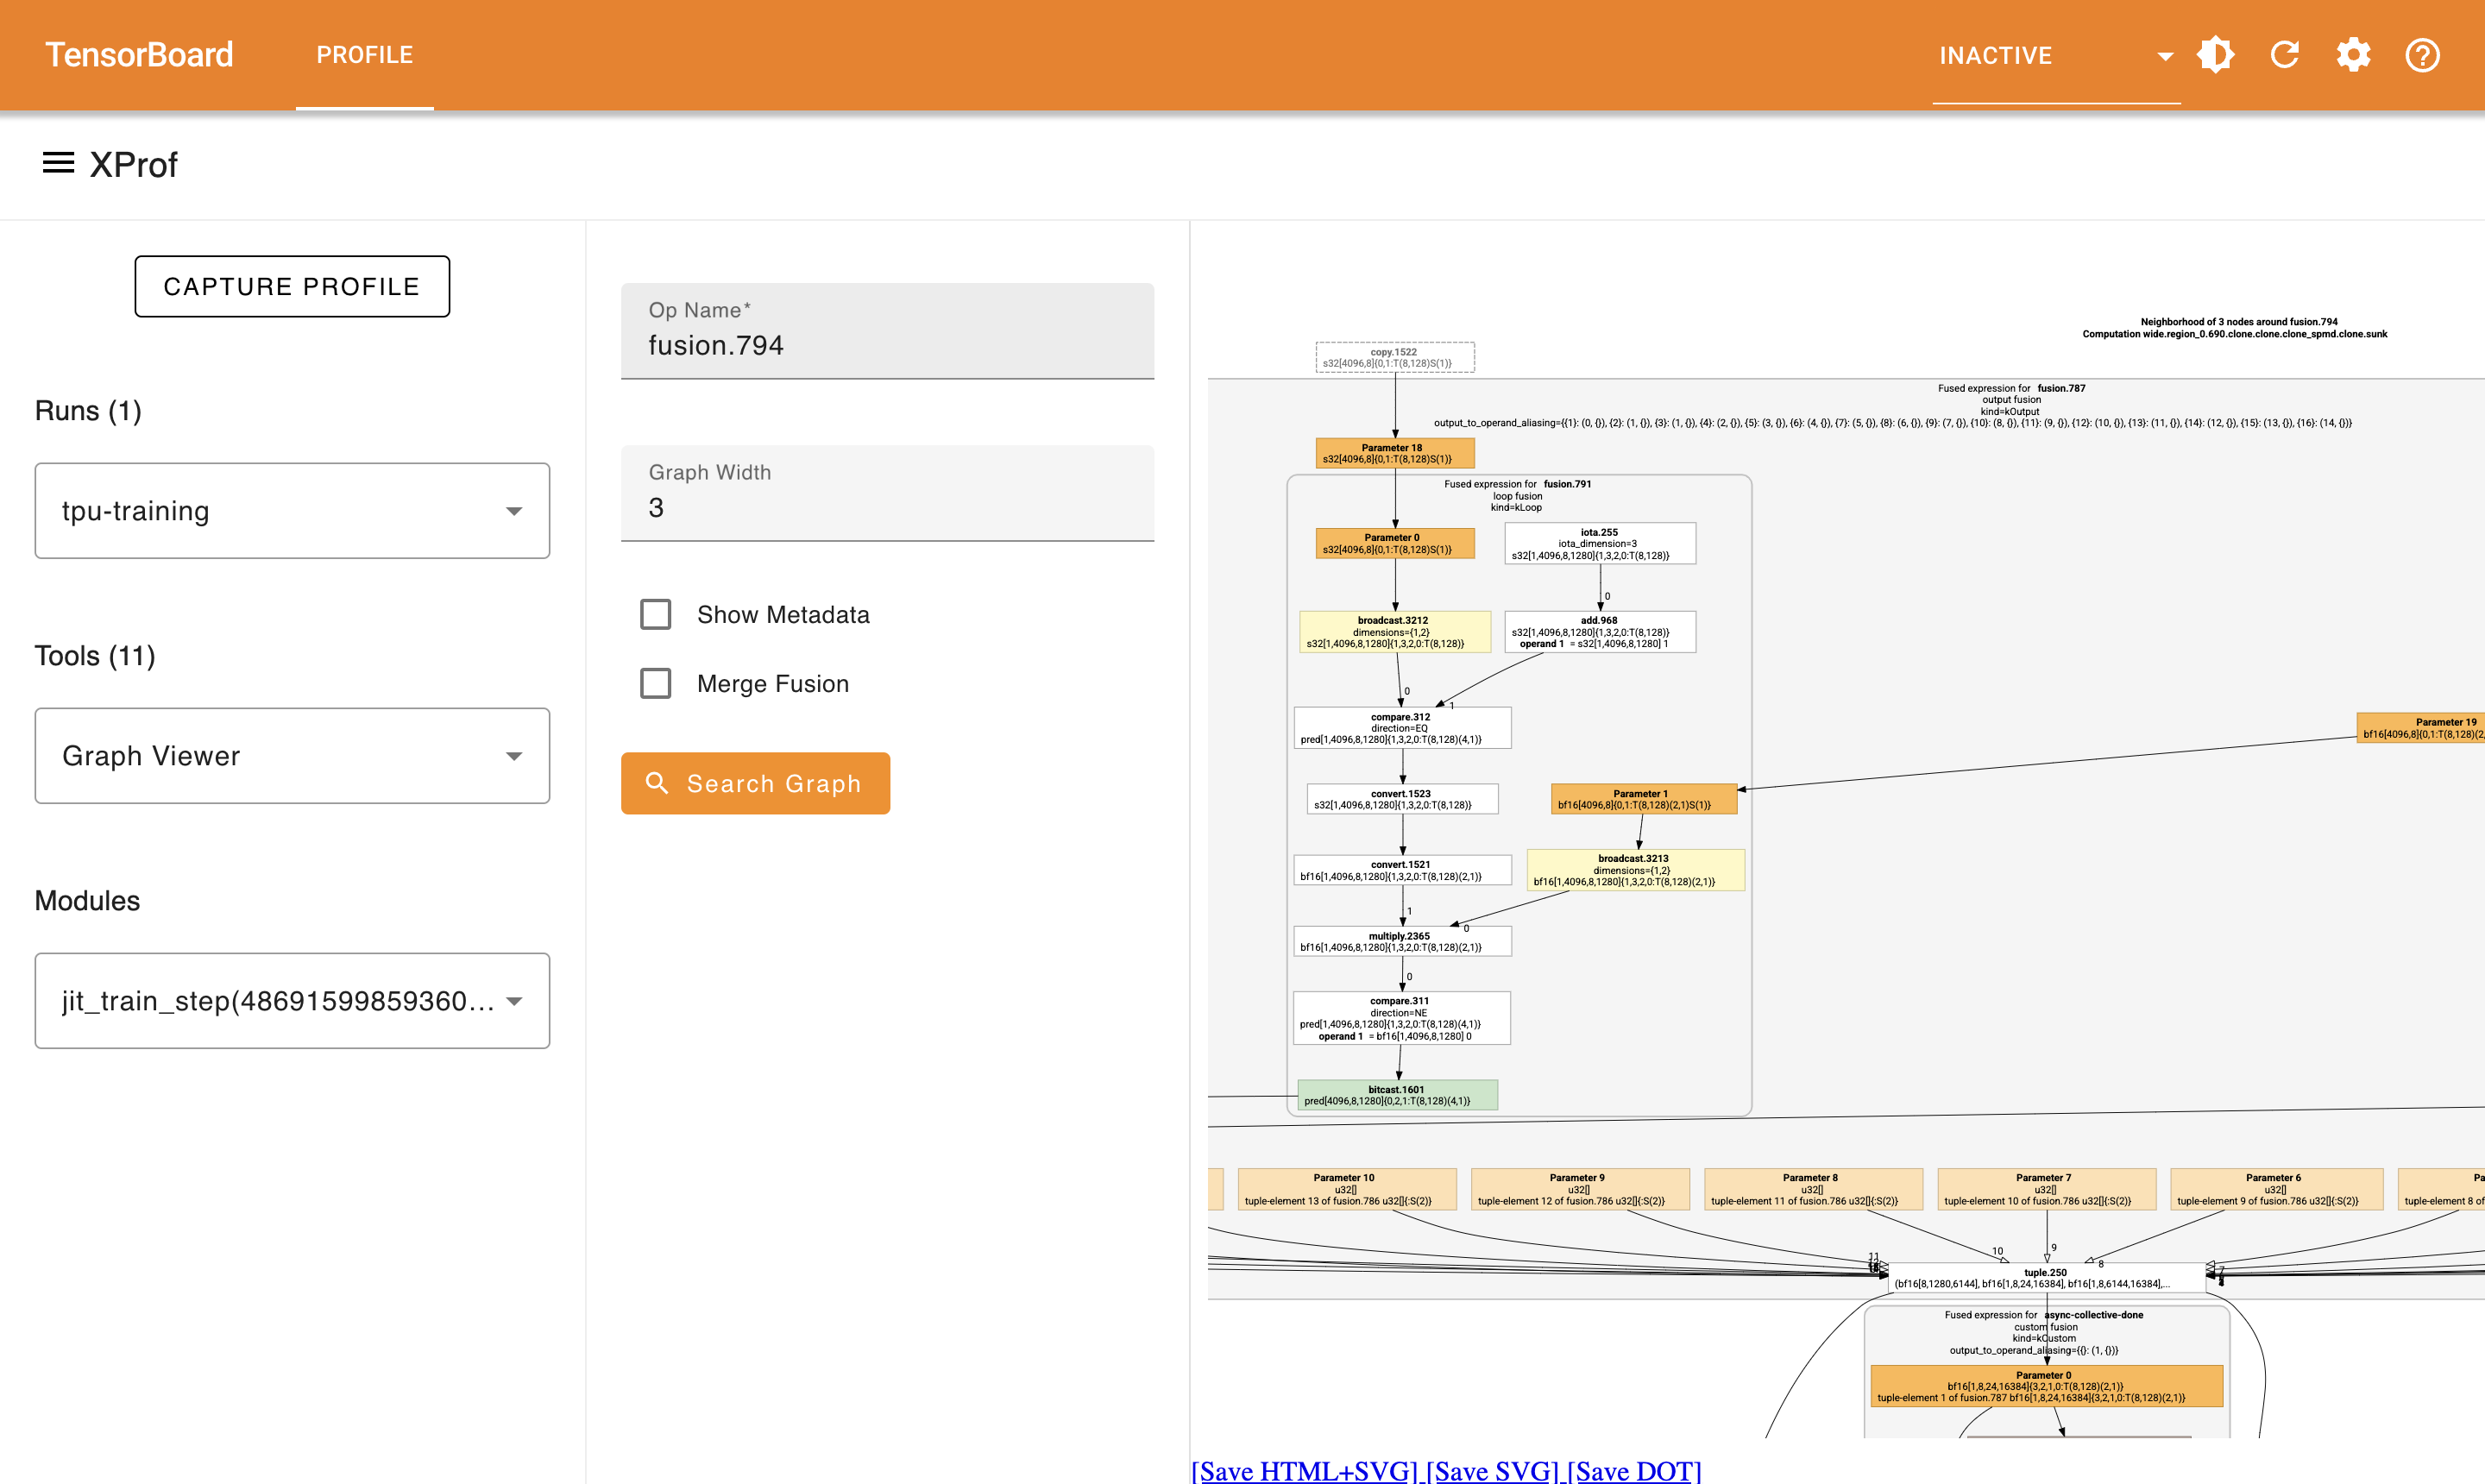 TensorBoard
PROFILE
INACTIVE
XProf
CAPTURE PROFILE
Runs (1)
tpu-training
Tools (11)
Graph Viewer
Modules
jit_train_step(48691599859360...
Op Name*
fusion.794
Graph Width
3
Show Metadata
Merge Fusion
Search Graph
Neighborhood of 3 nodes around fusion.794
Computation wide.region_0.690.clone.clone.clone_spmd.clone.sunk
copy.1522
s32[4096,8]{0,1:T(8,128)S(1)}
Fused expression for fusion.787
output fusion
kind=kOutput
output_to_operand_aliasing={{1}: (0, {}), {2}: (1, {}), {3}: (1, {}), {4}: (2, {}), {5}: (3, {}), {6}: (4, {}), {7}: (5, {}), {8}: (6, {}), {9}: (7, {}), {10}: (8, {}), {11}: (9, {}), {12}: (10, {}), {13}: (11, {}), {14}: (12, {}), {15}: (13, {}), {16}: (14, {})}
Parameter 18
s32[4096,8]{0,1:T(8,128)S(1)}
Fused expression for fusion.791
loop fusion
kind=kLoop
Parameter 0
s32[4096,8]{0,1:T(8,128)S(1)}
iota.255
iota_dimension=3
s32[1,4096,8,1280]{1,3,2,0:T(8,128)}
0
broadcast.3212
dimensions={1,2}
s32[1,4096,8,1280]{1,3,2,0:T(8,128)}
add.968
s32[1,4096,8,1280]{1,3,2,0:T(8,128)}
operand 1 = s32[1,4096,8,1280] 1
0
1
compare.312
direction=EQ
pred[1,4096,8,1280]{1,3,2,0:T(8,128)(4,1)}
Parameter 19
bf16[4096,8]{0,1:T(8,128)(2,
convert.1523
s32[1,4096,8,1280]{1,3,2,0:T(8,128)}
Parameter 1
bf16[4096,8]{0,1:T(8,128)(2,1)S(1)}
convert.1521
bf16[1,4096,8,1280]{1,3,2,0:T(8,128)(2,1)}
broadcast.3213
dimensions={1,2}
bf16[1,4096,8,1280]{1,3,2,0:T(8,128)(2,1)}
1
0
multiply.2365
bf16[1,4096,8,1280]{1,3,2,0:T(8,128)(2,1)}
0
compare.311
direction=NE
pred[1,4096,8,1280]{1,3,2,0:T(8,128)(4,1)}
operand 1 = bf16[1,4096,8,1280] 0
bitcast.1601
pred[4096,8,1280]{0,2,1:T(8,128)(4,1)}
Parameter 10
u32[]
tuple-element 13 of fusion.786 u32[]{:S(2)}
Parameter 9
u32[]
tuple-element 12 of fusion.786 u32[]{:S(2)}
Parameter 8
u32[]
tuple-element 11 of fusion.786 u32[]{:S(2)}
Parameter 7
u32[]
tuple-element 10 of fusion.786 u32[]{:S(2)}
Parameter 6
u32[]
tuple-element 9 of fusion.786 u32[]{:S(2)}
Pa
tuple-element 8 of
11
10
9
8
7
tuple.250
(bf16[8,1280,6144], bf16[1,8,24,16384], bf16[1,8,6144,16384],...
Fused expression for async-collective-done
custom fusion
kind=kCustom
output_to_operand_aliasing={{}: (1, {})}
Parameter 0
bf16[1,8,24,16384]{3,2,1,0:T(8,128)(2,1)}
tuple-element 1 of fusion.787 bf16[1,8,24,16384]{3,2,1,0:T(8,128)(2,1)}
[Save HTML+SVG] [Save SVG] [Save DOT]